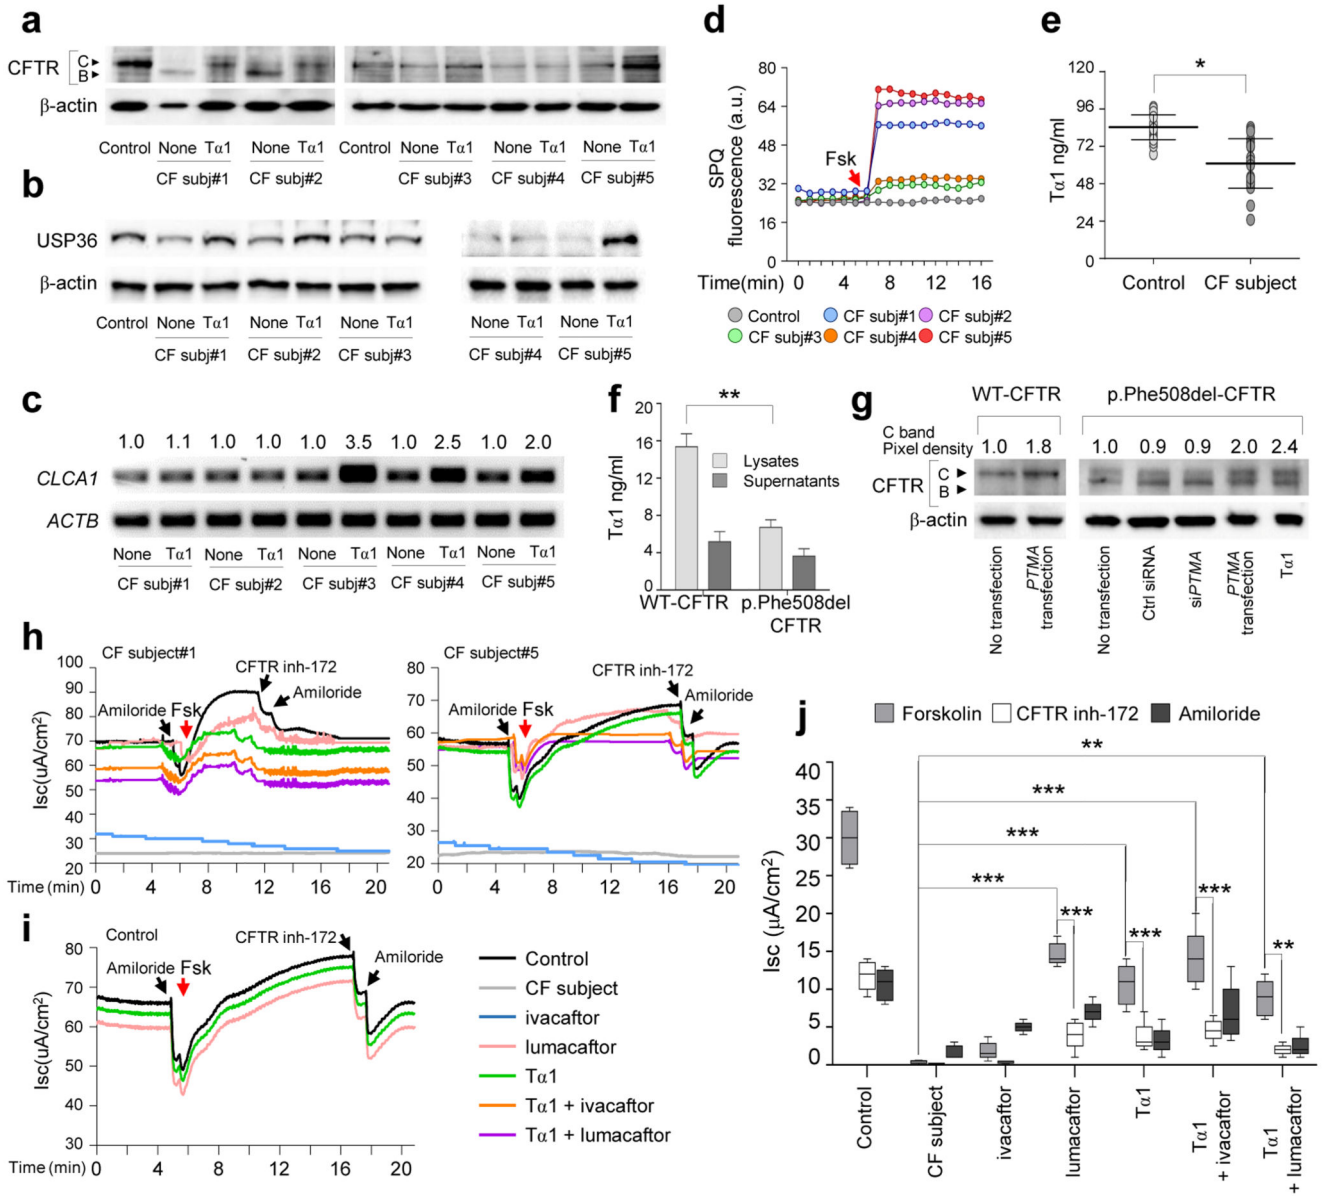 a
CFTR
C
B
β-actin
Control None Tα1 None Tα1 Control None Tα1 None Tα1 None Tα1
CF subj#1 CF subj#2 CF subj#3 CF subj#4 CF subj#5
b
USP36
β-actin
Control None Tα1 None Tα1 None Tα1 None Tα1 None Tα1
CF subj#1 CF subj#2 CF subj#3 CF subj#4 CF subj#5
c
1.0 1.1 1.0 1.0 1.0 3.5 1.0 2.5 1.0 2.0
CLCA1
ACTB
None Tα1 None Tα1 None Tα1 None Tα1 None Tα1
CF subj#1 CF subj#2 CF subj#3 CF subj#4 CF subj#5
d
SPQ
fluorescence (a.u.)
80
64
48
32
16
0
Fsk
Time(min) 0 4 8 12 16
Control CF subj#1 CF subj#2
CF subj#3 CF subj#4 CF subj#5
e
Tα1 ng/ml
120
96
72
48
24
0
*
Control CF subject
f
Tα1 ng/ml
20
16
12
8
4
0
**
Lysates
Supernatants
WT-CFTR p.Phe508del
CFTR
g
WT-CFTR p.Phe508del-CFTR
C band
Pixel density
1.0 1.8 1.0 0.9 0.9 2.0 2.4
CFTR
C
B
β-actin
No transfection
PTMA
transfection
No transfection
Ctrl siRNA
siPTMA
PTMA
transfection
Tα1
h
CF subject#1
Isc(uA/cm2)
100
90
80
70
60
50
40
30
20
Amiloride Fsk
CFTR inh-172
Amiloride
Time (min) 0 4 8 12 16 20
CF subject#5
80
70
60
50
40
30
20
Amiloride Fsk
CFTR inh-172
Amiloride
0 4 8 12 16 20
i
Control
Isc(uA/cm2)
80
70
60
50
40
30
Amiloride Fsk
CFTR inh-172
Amiloride
Time (min) 0 4 8 12 16 20
Control
CF subject
ivacaftor
lumacaftor
Tα1
Tα1 + ivacaftor
Tα1 + lumacaftor
j
Forskolin CFTR inh-172 Amiloride
Isc (μA/cm2)
40
35
30
25
20
15
10
5
0
**
***
***
***
***
***
***
**
Control
CF subject
ivacaftor
lumacaftor
Tα1
Tα1
+ ivacaftor
Tα1
+ lumacaftor